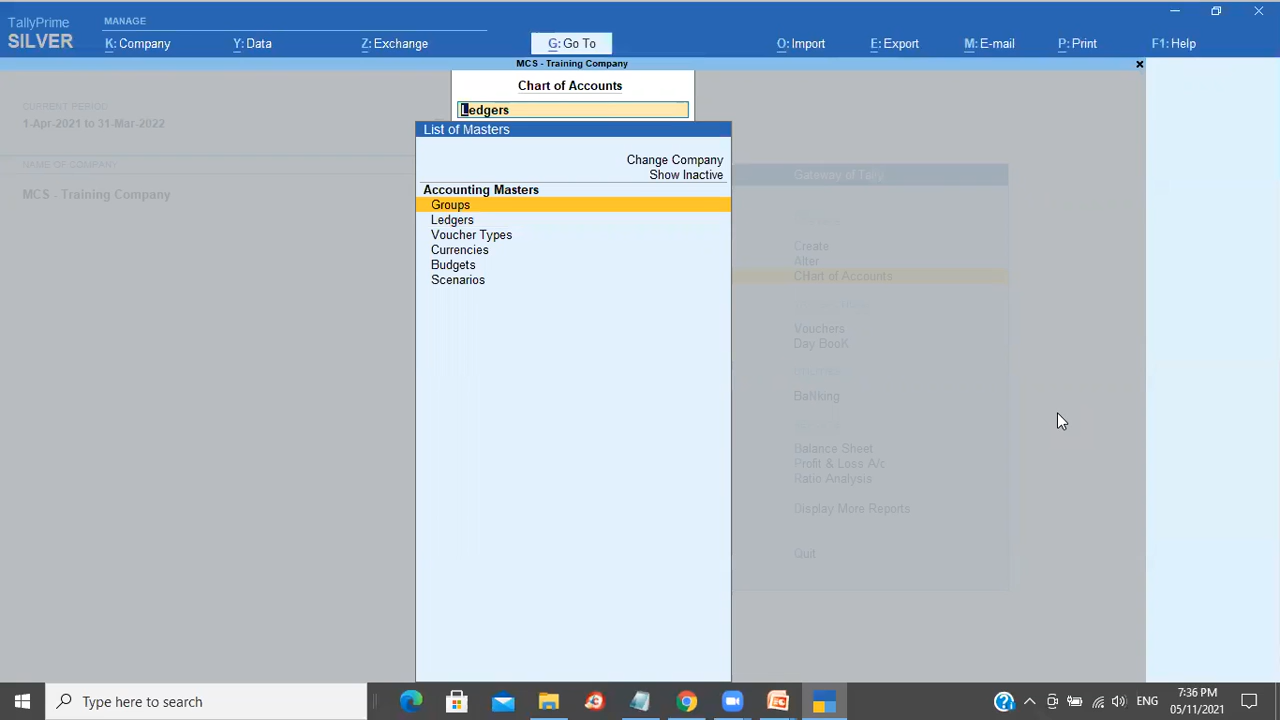 TallyPrime
SILVER
MANAGE
K: Company
Y: Data
Z: Exchange
G: Go To
O: Import
E: Export
M: E-mail
P: Print
F1: Help
MCS - Training Company
Chart of Accounts
Ledgers
List of Masters
Change Company
Show Inactive
Accounting Masters
Groups
Ledgers
Voucher Types
Currencies
Budgets
Scenarios
CURRENT PERIOD
1-Apr-2021 to 31-Mar-2022
NAME OF COMPANY
MCS - Training Company
Gateway of Tally
Create
Alter
CHart of Accounts
Vouchers
Day BooK
BaNking
Balance Sheet
Profit & Loss A/c
Ratio Analysis
Display More Reports
Quit
Type here to search
ENG
7:36 PM
05/11/2021